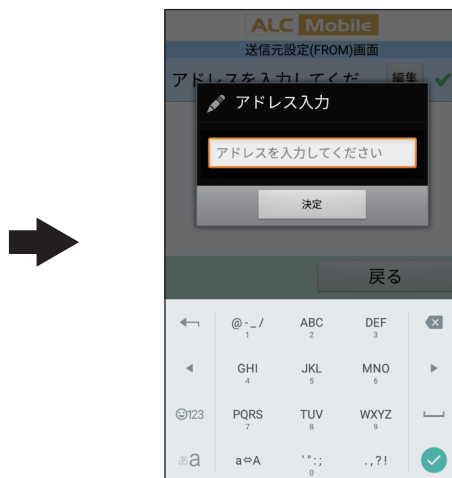 ALC Mobile
送信元設定(FROM)画面
アドレスを入力してくだ 編集
アドレス入力
アドレスを入力してください
決定
戻る
@-_/ ABC DEF
1 2 3
GHI JKL MNO
4 5 6
☺123 PQRS TUV WXYZ
7 8 9
あa a⇔A '":; .,?!
0